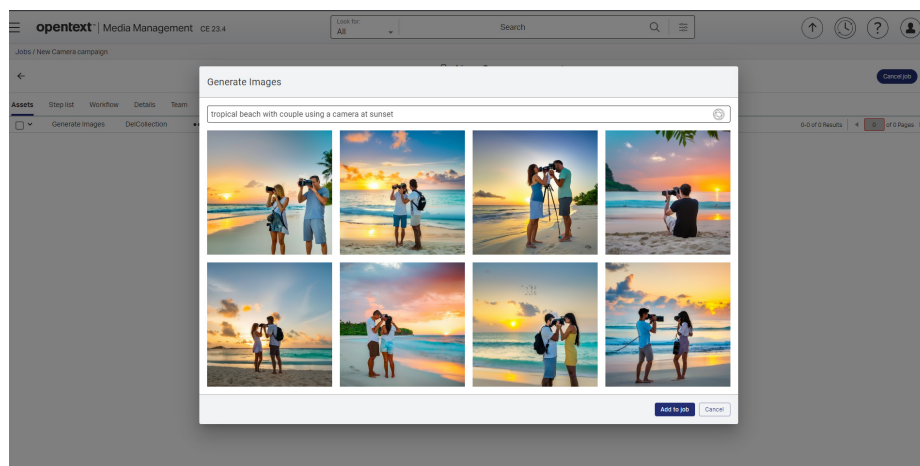 opentext™ | Media Management CE 23.4
Look for:
All
Search
Jobs / New Camera campaign
Cancel job
Generate Images
Assets Step list Workflow Details Team
Generate Images DelCollection
0-0 of 0 Results
0 of 0 Pages
tropical beach with couple using a camera at sunset
Add to job
Cancel